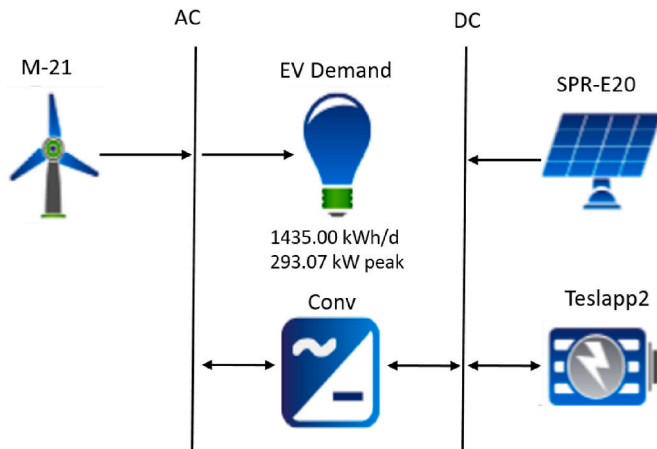 AC
DC
M-21
EV Demand
SPR-E20
1435.00 kWh/d
293.07 kW peak
Conv
Teslapp2